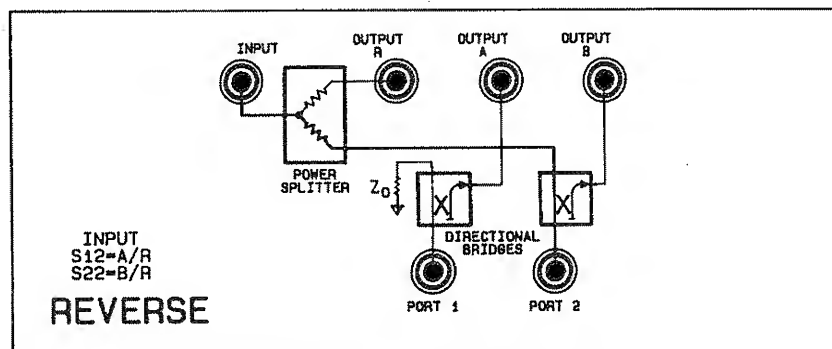 INPUT
OUTPUT
R
OUTPUT
A
OUTPUT
B
POWER
SPLITTER
Z0
DIRECTIONAL
BRIDGES
INPUT
S12=A/R
S22=B/R
REVERSE
PORT 1
PORT 2